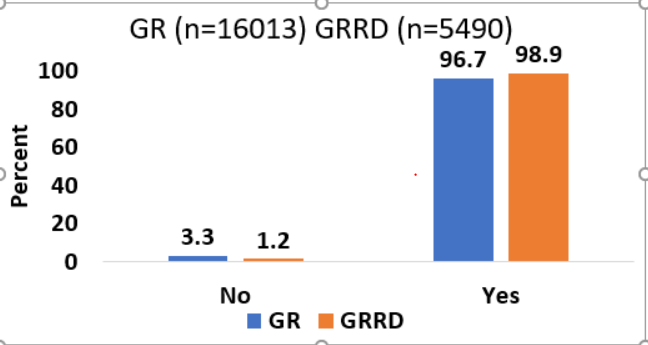 GR (n=16013) GRRD (n=5490)
96.7 98.9
100
80
60
40
20
0
Percent
3.3 1.2
No Yes
GR GRRD